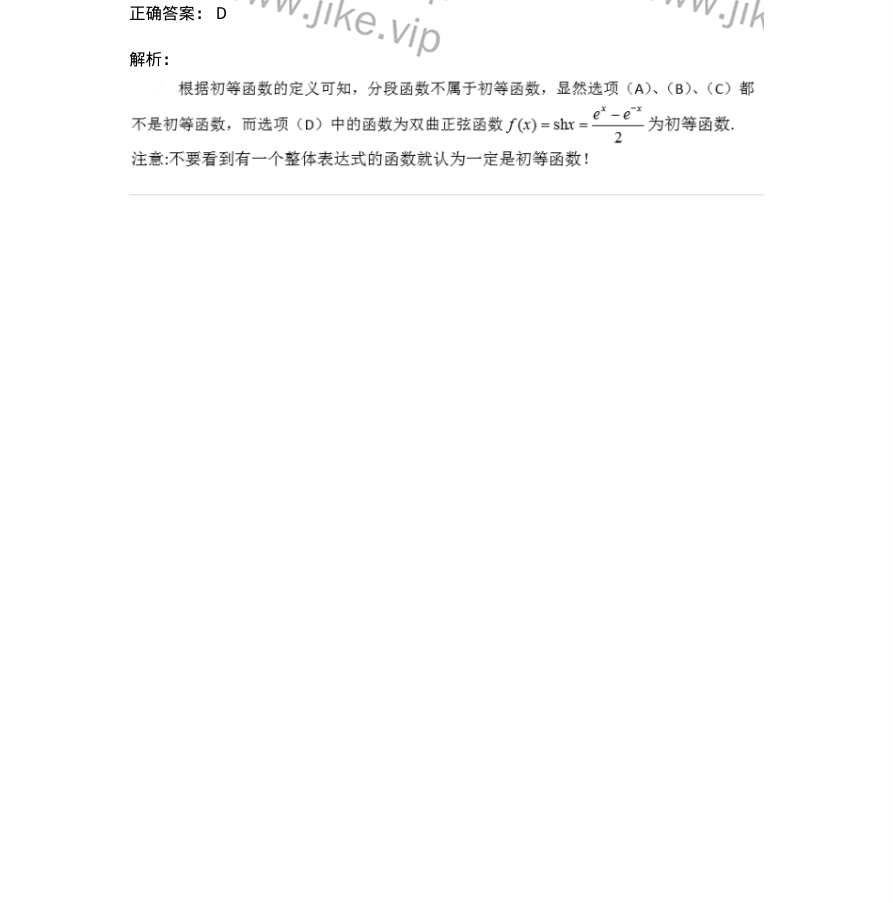 正确答案： D
www.jike.vip
解析：
根据初等函数的定义可知，分段函数不属于初等函数，显然选项（A）、（B）、（C）都
不是初等函数，而选项（D）中的函数为双曲正弦函数 f(x) = shx = (e^x − e^−x)/2 为初等函数.
注意:不要看到有一个整体表达式的函数就认为一定是初等函数！